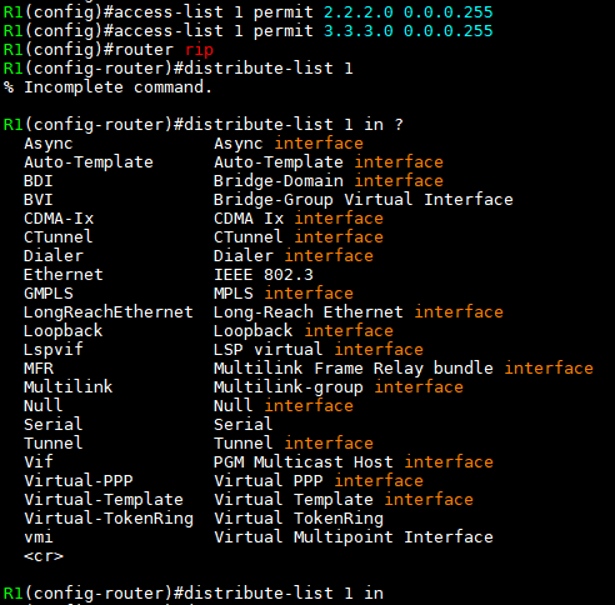 R1(config)#access-list 1 permit 2.2.2.0 0.0.0.255
R1(config)#access-list 1 permit 3.3.3.0 0.0.0.255
R1(config)#router rip
R1(config-router)#distribute-list 1
% Incomplete command.
R1(config-router)#distribute-list 1 in ?
Async Async interface
Auto-Template Auto-Template interface
BDI Bridge-Domain interface
BVI Bridge-Group Virtual Interface
CDMA-Ix CDMA Ix interface
CTunnel CTunnel interface
Dialer Dialer interface
Ethernet IEEE 802.3
GMPLS MPLS interface
LongReachEthernet Long-Reach Ethernet interface
Loopback Loopback interface
Lspvif LSP virtual interface
MFR Multilink Frame Relay bundle interface
Multilink Multilink-group interface
Null Null interface
Serial Serial
Tunnel Tunnel interface
Vif PGM Multicast Host interface
Virtual-PPP Virtual PPP interface
Virtual-Template Virtual Template interface
Virtual-TokenRing Virtual TokenRing
vmi Virtual Multipoint Interface
<cr>
R1(config-router)#distribute-list 1 in